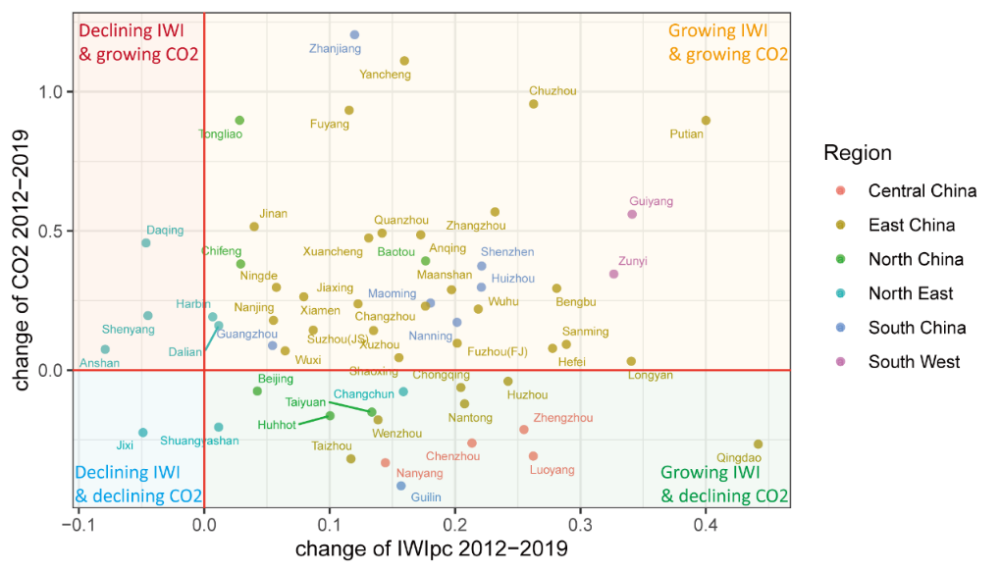 Declining IWI
& growing CO2
Growing IWI
& growing CO2
Zhanjiang
Yancheng
Chuzhou
1.0
Fuyang
Tongliao
Putian
Region
Guiyang
Central China
Jinan
Quanzhou
Zhangzhou
East China
0.5
Daqing
Xuancheng
Anqing
Chifeng
Baotou
Shenzhen
Zunyi
North China
Ningde
Maanshan
Huizhou
Jiaxing
Maoming
North East
Harbin
Nanjing
Xiamen
Changzhou
Wuhu
Bengbu
Shenyang
Guangzhou
Suzhou(JS)
Xuzhou
Nanning
Sanming
South China
Dalian
Fuzhou(FJ)
Anshan
Wuxi
Hefei
South West
0.0
Shaoxing
Chongqing
Longyan
Beijing
Changchun
Huzhou
Taiyuan
Huhhot
Nantong
Zhengzhou
Wenzhou
Jixi
Shuangyashan
Taizhou
Chenzhou
Qingdao
Nanyang
Luoyang
Declining IWI
& declining CO2
Growing IWI
& declining CO2
Guilin
−0.1
0.0
0.1
0.2
0.3
0.4
change of IWIpc 2012−2019
change of CO2 2012−2019